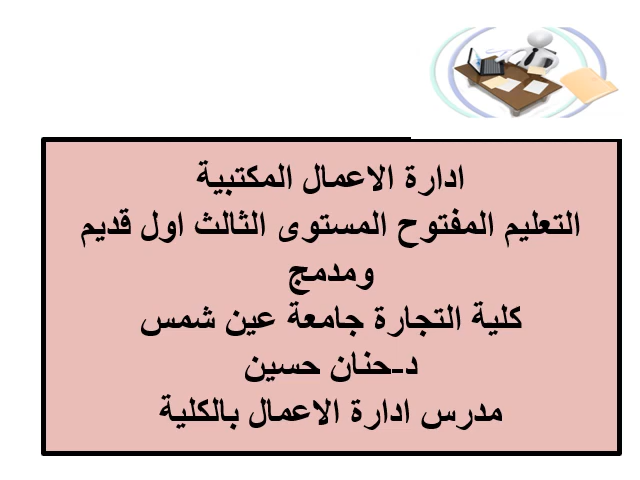 ادارة الاعمال المكتبية
التعليم المفتوح المستوى الثالث اول قديم
ومدمج
كلية التجارة جامعة عين شمس
د-حنان حسين
مدرس ادارة الاعمال بالكلية